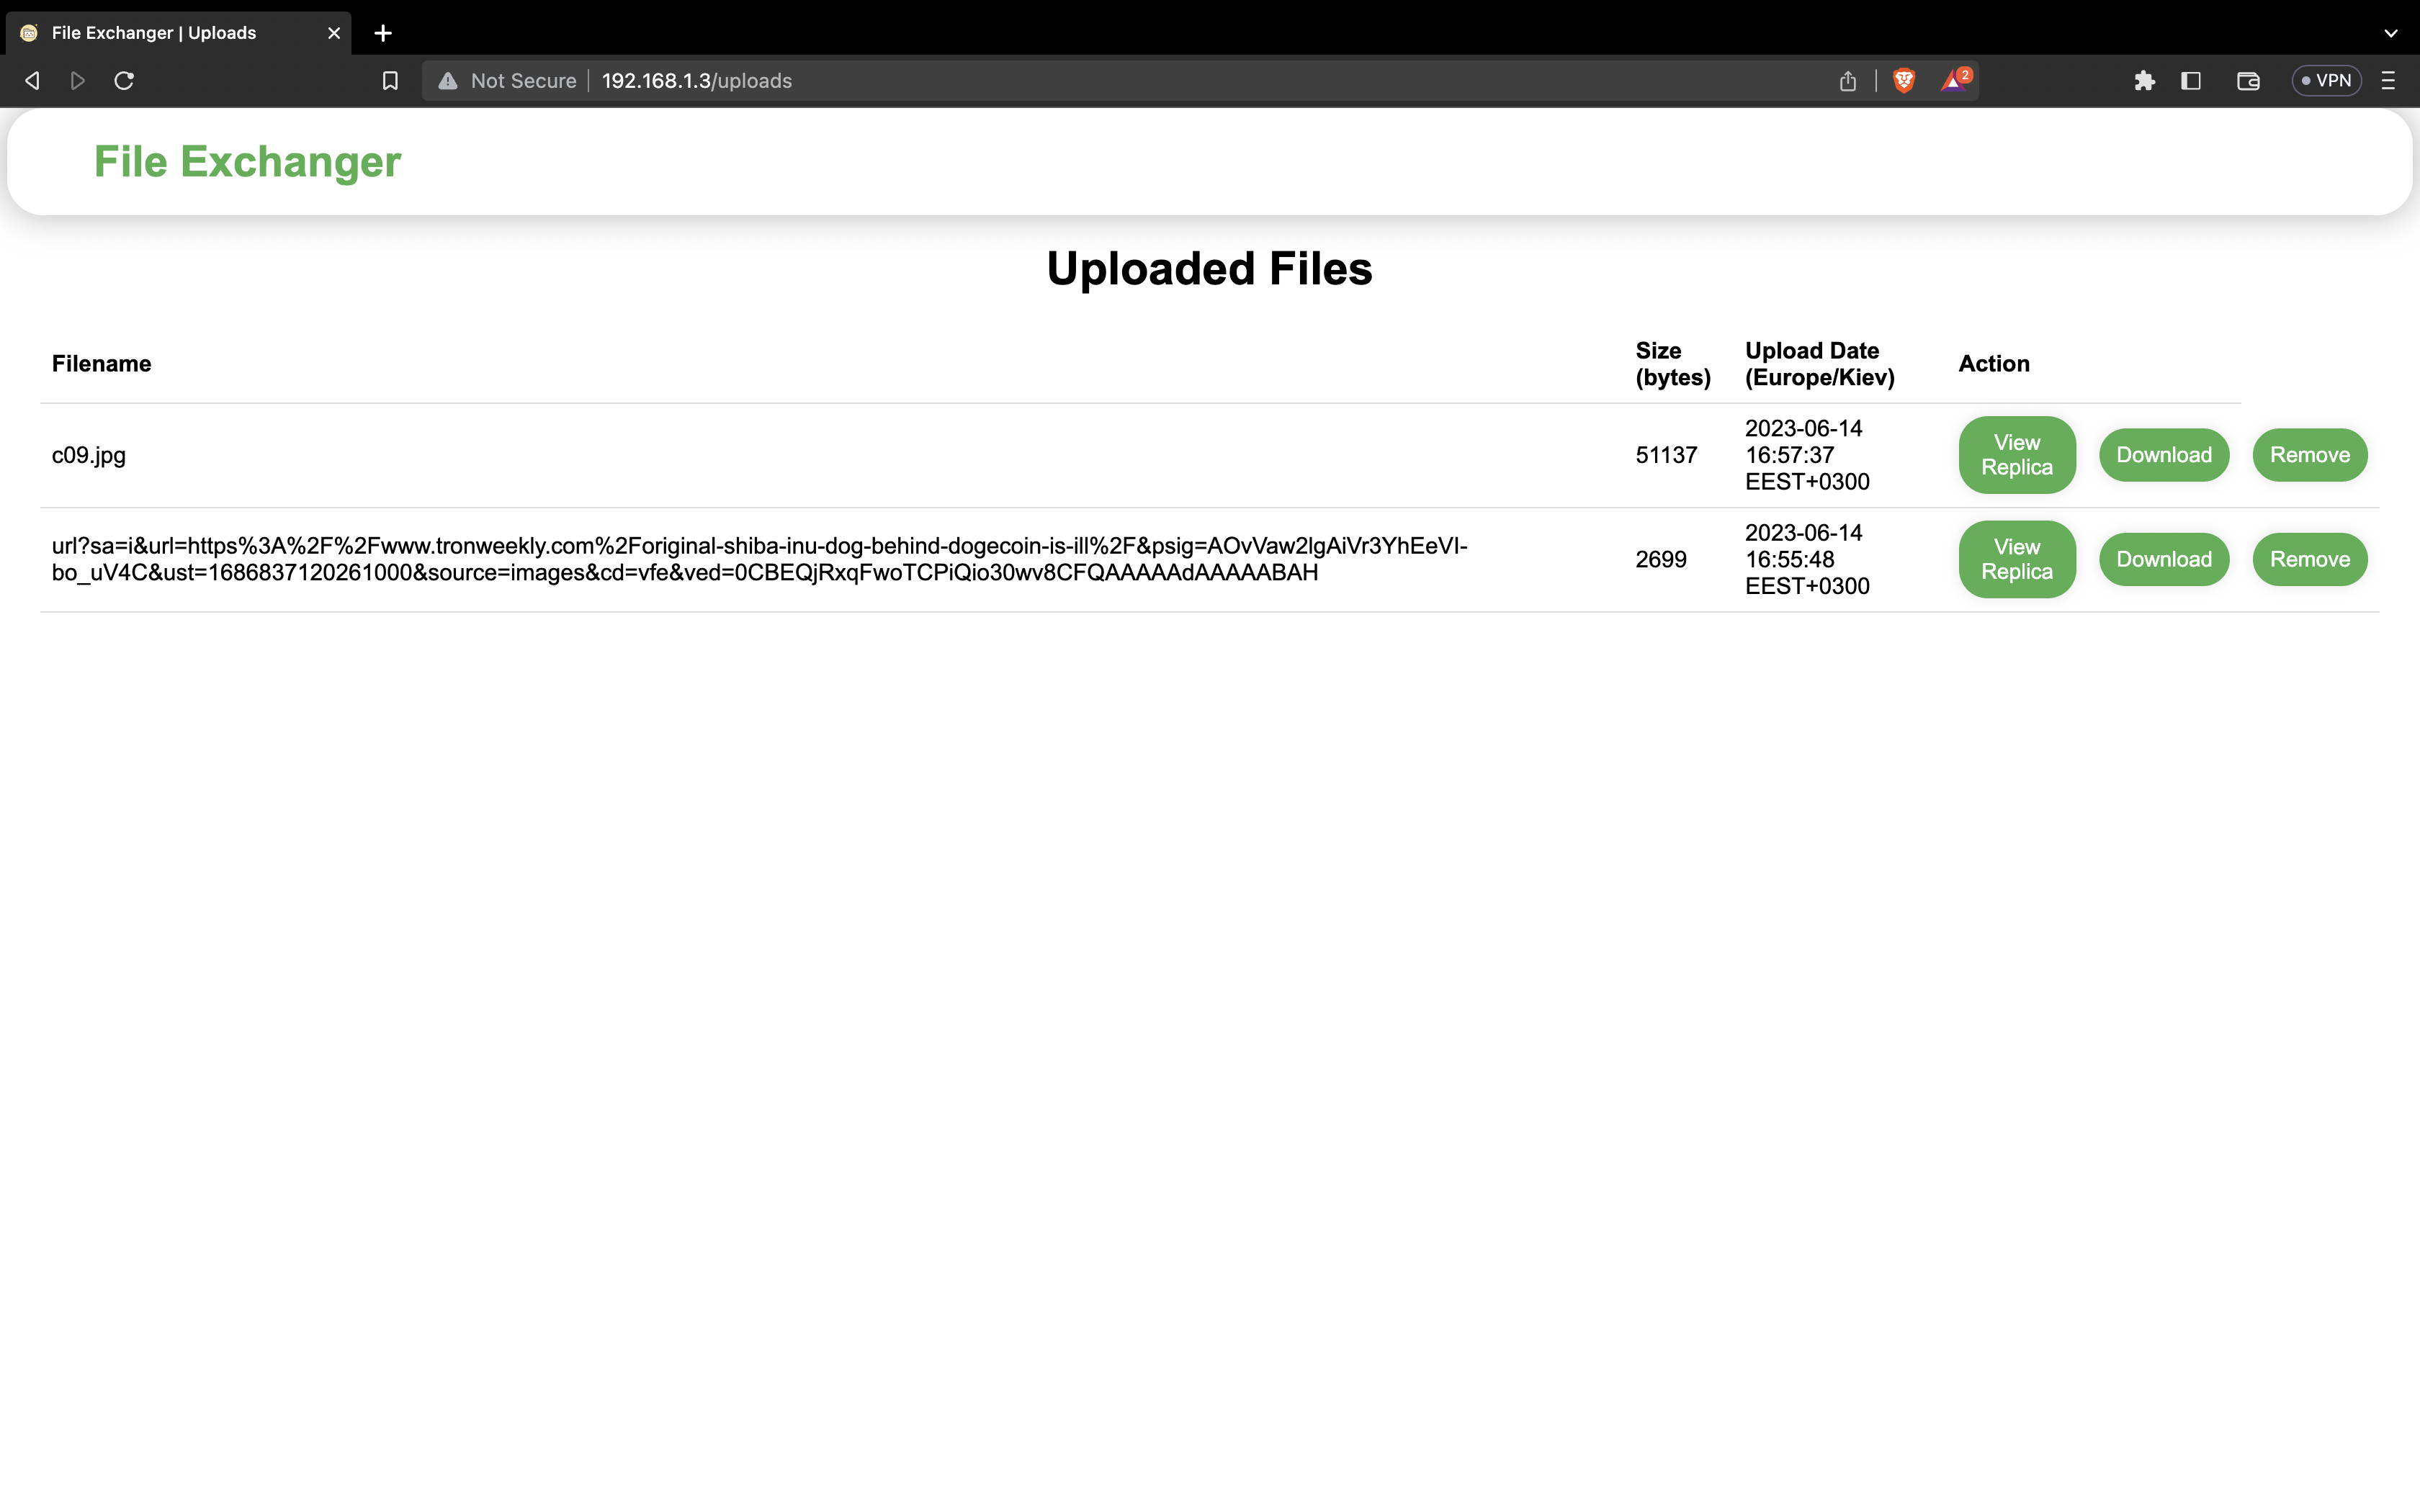 File Exchanger | Uploads
2
Not Secure
192.168.1.3/uploads
VPN
File Exchanger
Uploaded Files
Filename
Size
(bytes)
Upload Date
(Europe/Kiev)
Action
c09.jpg
51137
2023-06-14
16:57:37
EEST+0300
View
Replica
Download
Remove
url?sa=i&url=https%3A%2F%2Fwww.tronweekly.com%2Foriginal-shiba-inu-dog-behind-dogecoin-is-ill%2F&psig=AOvVaw2lgAiVr3YhEeVI-
bo_uV4C&ust=1686837120261000&source=images&cd=vfe&ved=0CBEQjRxqFwoTCPiQio30wv8CFQAAAAAdAAAAABAH
2699
2023-06-14
16:55:48
EEST+0300
View
Replica
Download
Remove